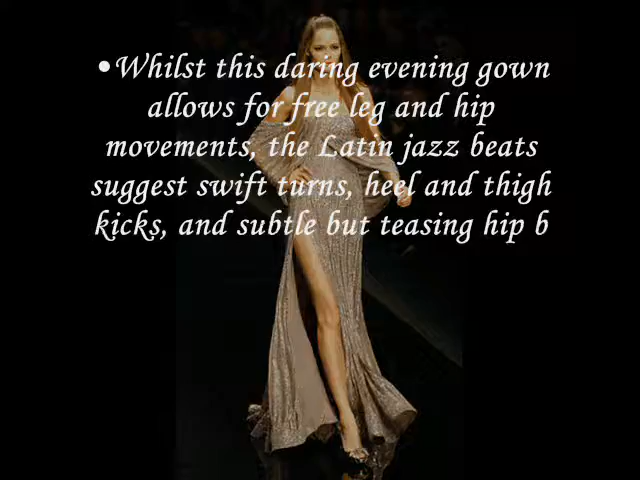 •Whilst this daring evening gown
allows for free leg and hip
movements, the Latin jazz beats
suggest swift turns, heel and thigh
kicks, and subtle but teasing hip b